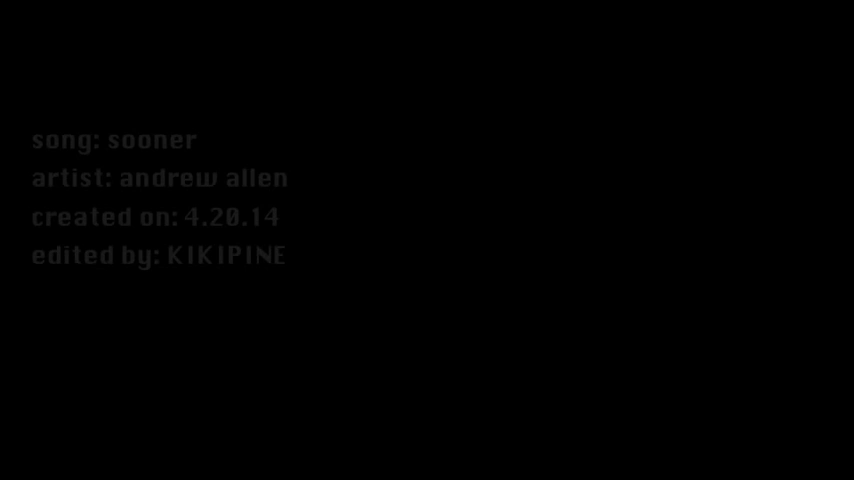 song: sooner
artist: andrew allen
created on: 4.20.14
edited by: KIKIPINE